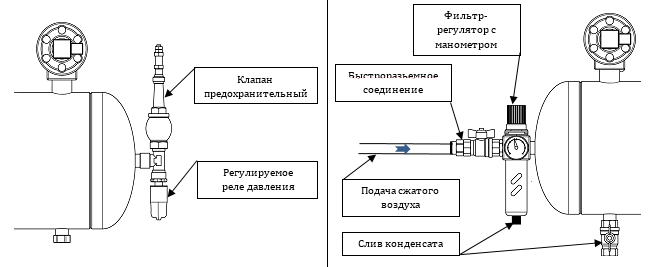 Клапан
предохранительный
Регулируемое
реле давления
Фильтр-
регулятор с
манометром
Быстроразъемное
соединение
Подача сжатого
воздуха
Слив конденсата